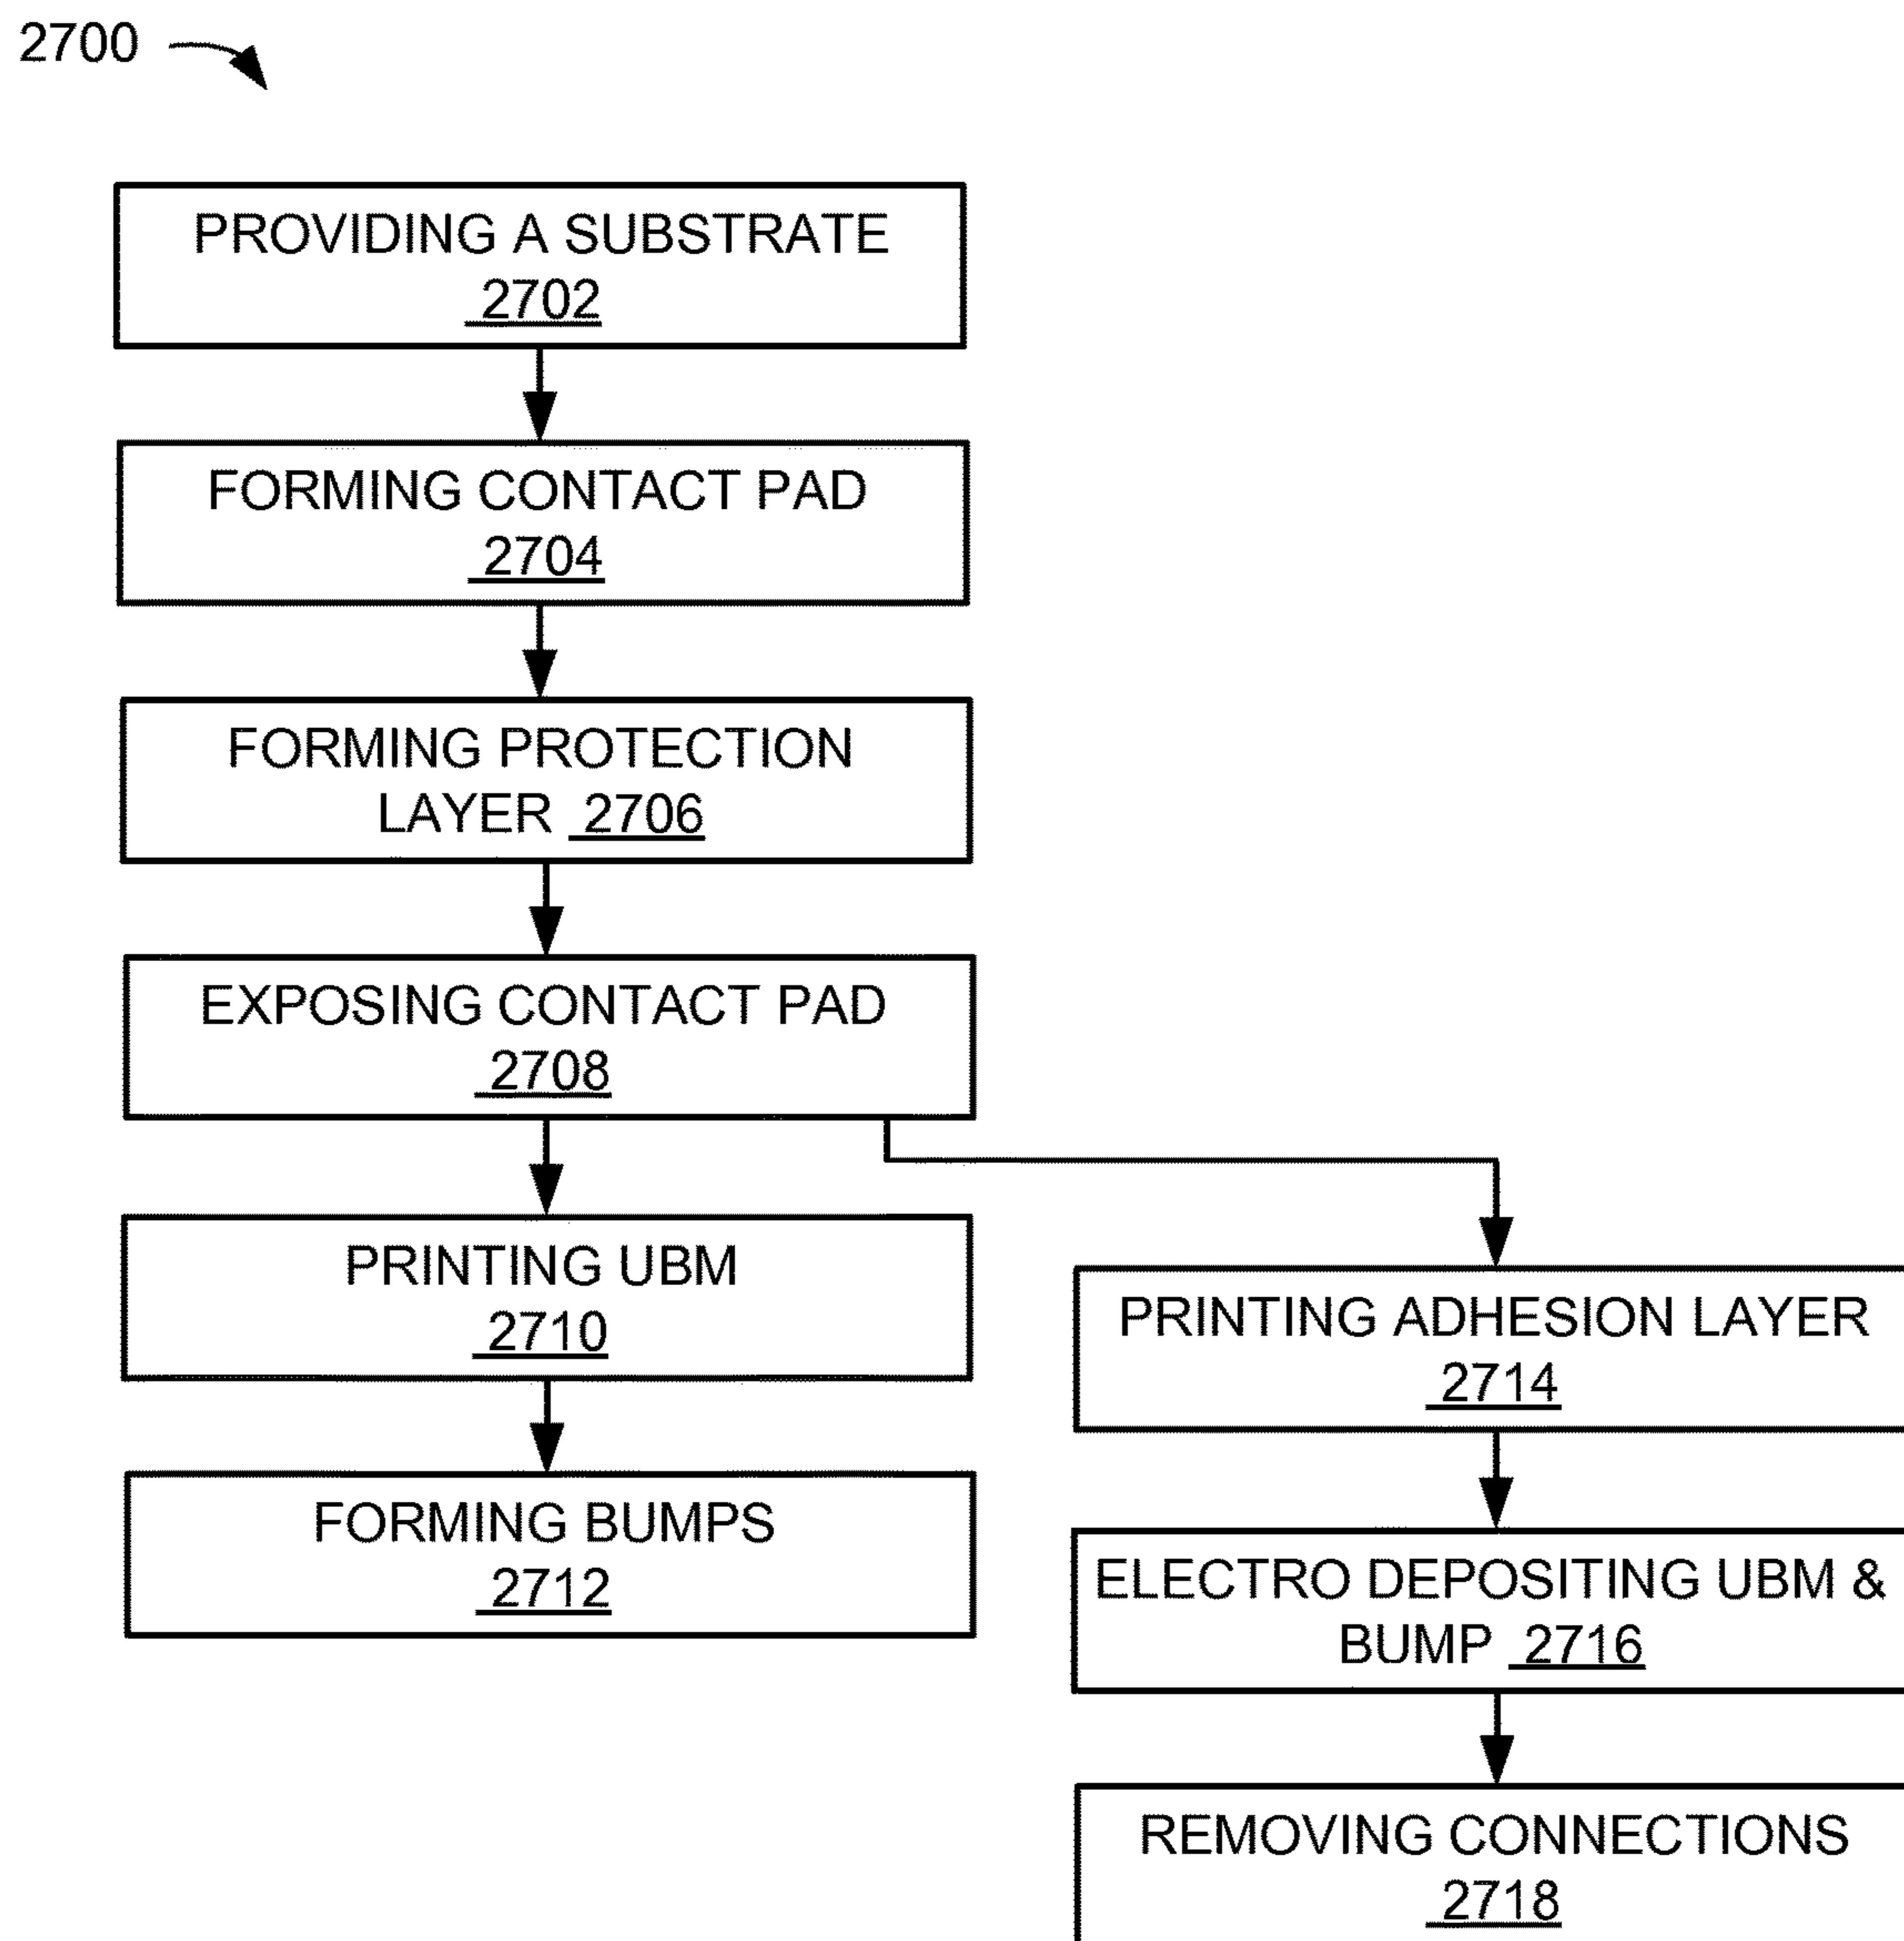 2700
PROVIDING A SUBSTRATE
2702
FORMING CONTACT PAD
2704
FORMING PROTECTION
LAYER 2706
EXPOSING CONTACT PAD
2708
PRINTING UBM
2710
FORMING BUMPS
2712
PRINTING ADHESION LAYER
2714
ELECTRO DEPOSITING UBM &
BUMP 2716
REMOVING CONNECTIONS
2718